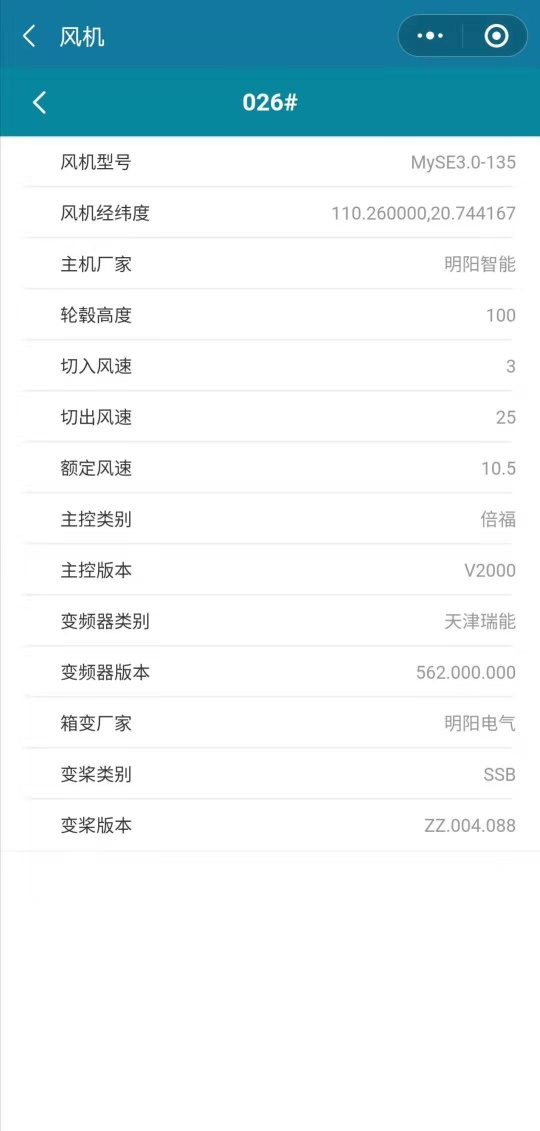 风机
026#
风机型号 MySE3.0-135
风机经纬度 110.260000,20.744167
主机厂家 明阳智能
轮毂高度 100
切入风速 3
切出风速 25
额定风速 10.5
主控类别 倍福
主控版本 V2000
变频器类别 天津瑞能
变频器版本 562.000.000
箱变厂家 明阳电气
变桨类别 SSB
变桨版本 ZZ.004.088